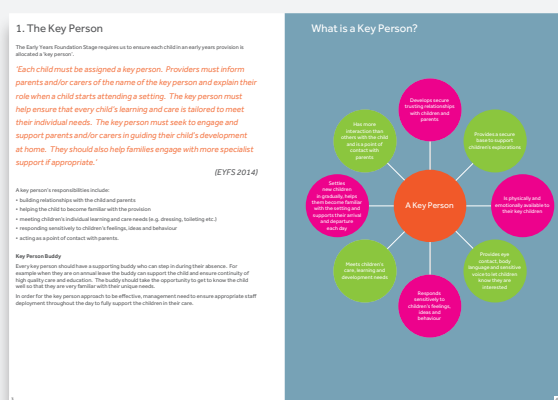 1. The Key Person
The Early Years Foundation Stage requires us to ensure each child in an early years provision is
allocated a 'key person'.
'Each child must be assigned a key person. Providers must inform
parents and/or carers of the name of the key person and explain their
role when a child starts attending a setting. The key person must
help ensure that every child's learning and care is tailored to meet
their individual needs. The key person must seek to engage and
support parents and/or carers in guiding their child's development
at home. They should also help families engage with more specialist
support if appropriate.'
(EYFS 2014)
A key person's responsibilities include:
• building relationships with the child and parents
• helping the child to become familiar with the provision
• meeting children's individual learning and care needs (e.g. dressing, toileting etc.)
• responding sensitively to children's feelings, ideas and behaviour
• acting as a point of contact with parents.
Key Person Buddy
Every key person should have a supporting buddy who can step in during their absence. For
example when they are on annual leave the buddy can support the child and ensure continuity of
high quality care and education. The buddy should take the opportunity to get to know the child
well so that they are very familiar with their unique needs.
In order for the key person approach to be effective, management need to ensure appropriate staff
deployment throughout the day to fully support the children in their care.
What is a Key Person?
A Key Person
Develops secure
trusting relationships
with children and
parents
Provides a secure
base to support
children's explorations
Is physically and
emotionally available to
their key children
Provides eye
contact, body
language and sensitive
voice to let children
know they are
interested
Responds
sensitively to
children's feelings,
ideas and
behaviour
Meets children's
care, learning and
development needs
Settles
new children
in gradually, helps
them become familiar
with the setting and
supports their arrival
and departure
each day
Has more
interaction than
others with the child
and is a point of
contact with
parents